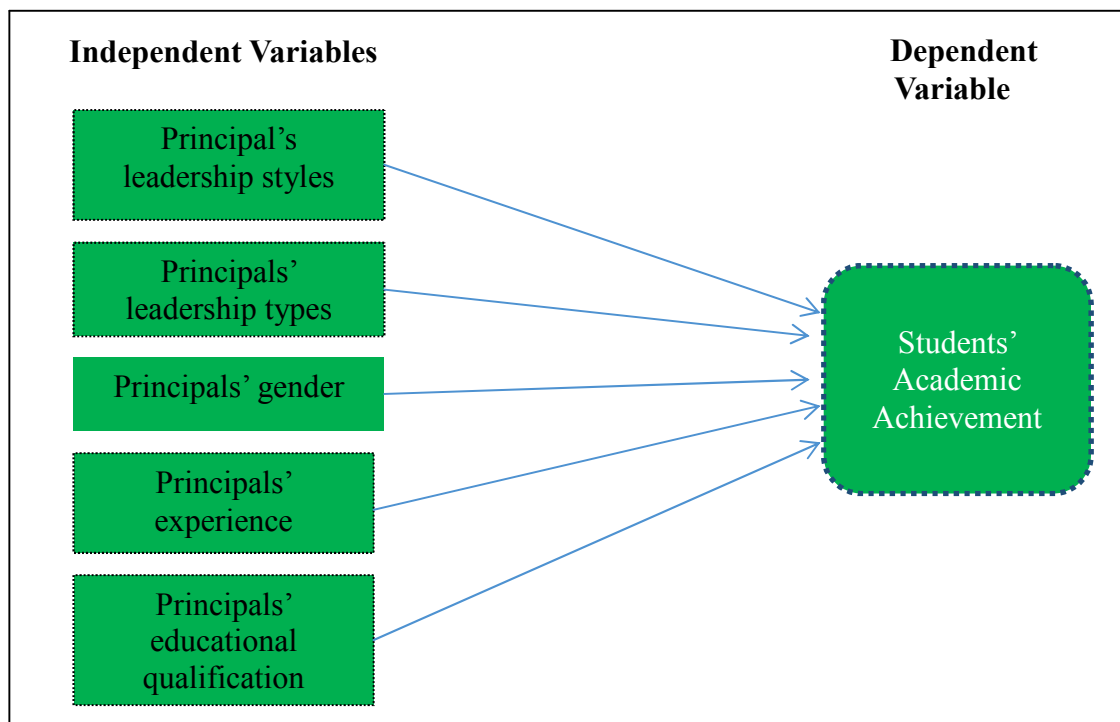 Independent Variables
Dependent
Variable
Principal’s
leadership styles
Principals’
leadership types
Principals’ gender
Principals’
experience
Principals’
educational
qualification
Students’
Academic
Achievement